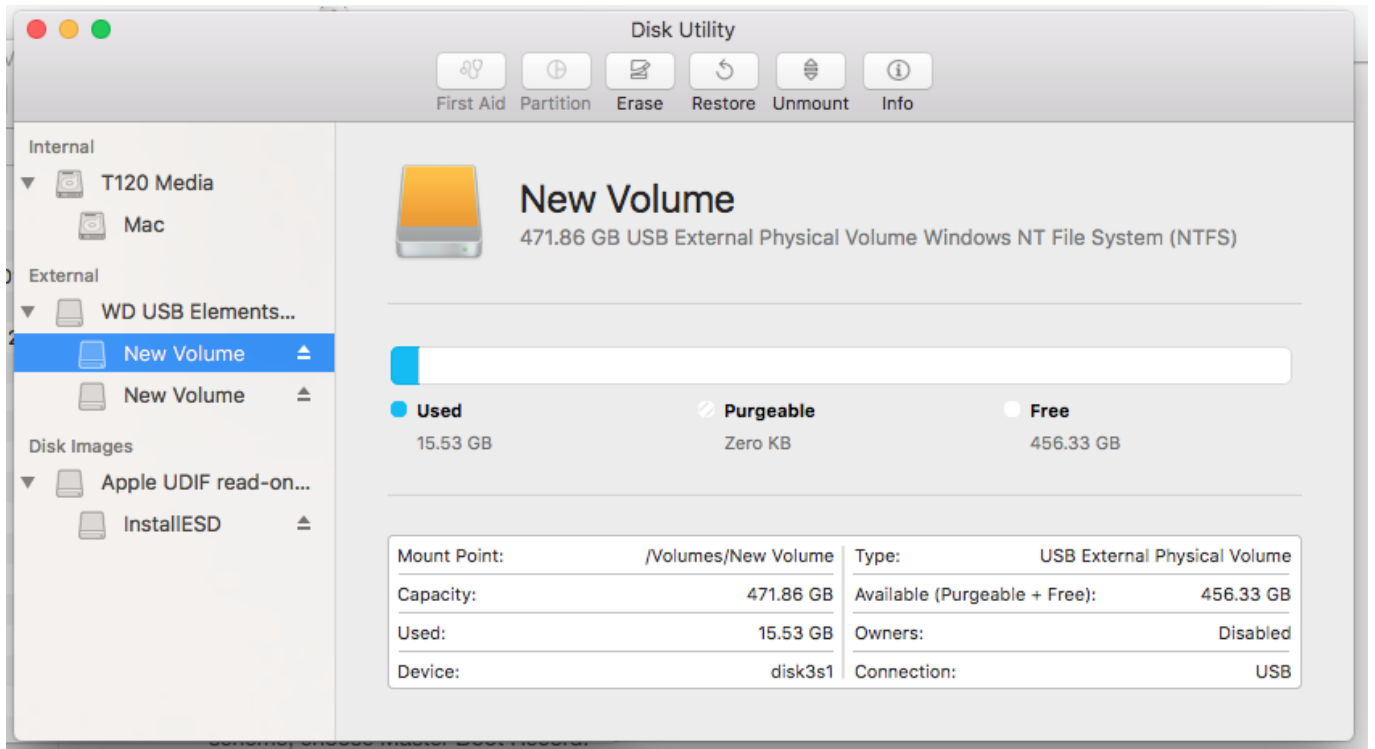 Disk Utility
First Aid Partition Erase Restore Unmount Info
Internal
T120 Media
Mac
External
WD USB Elements...
New Volume
New Volume
Disk Images
Apple UDIF read-on...
InstallESD
New Volume
471.86 GB USB External Physical Volume Windows NT File System (NTFS)
Used Purgeable Free
15.53 GB Zero KB 456.33 GB
Mount Point: /Volumes/New Volume Type: USB External Physical Volume
Capacity: 471.86 GB Available (Purgeable + Free): 456.33 GB
Used: 15.53 GB Owners: Disabled
Device: disk3s1 Connection: USB